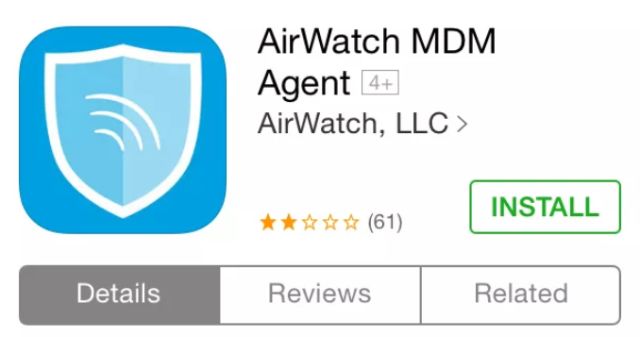 AirWatch MDM
Agent 4+
AirWatch, LLC >
(61)
INSTALL
Details Reviews Related